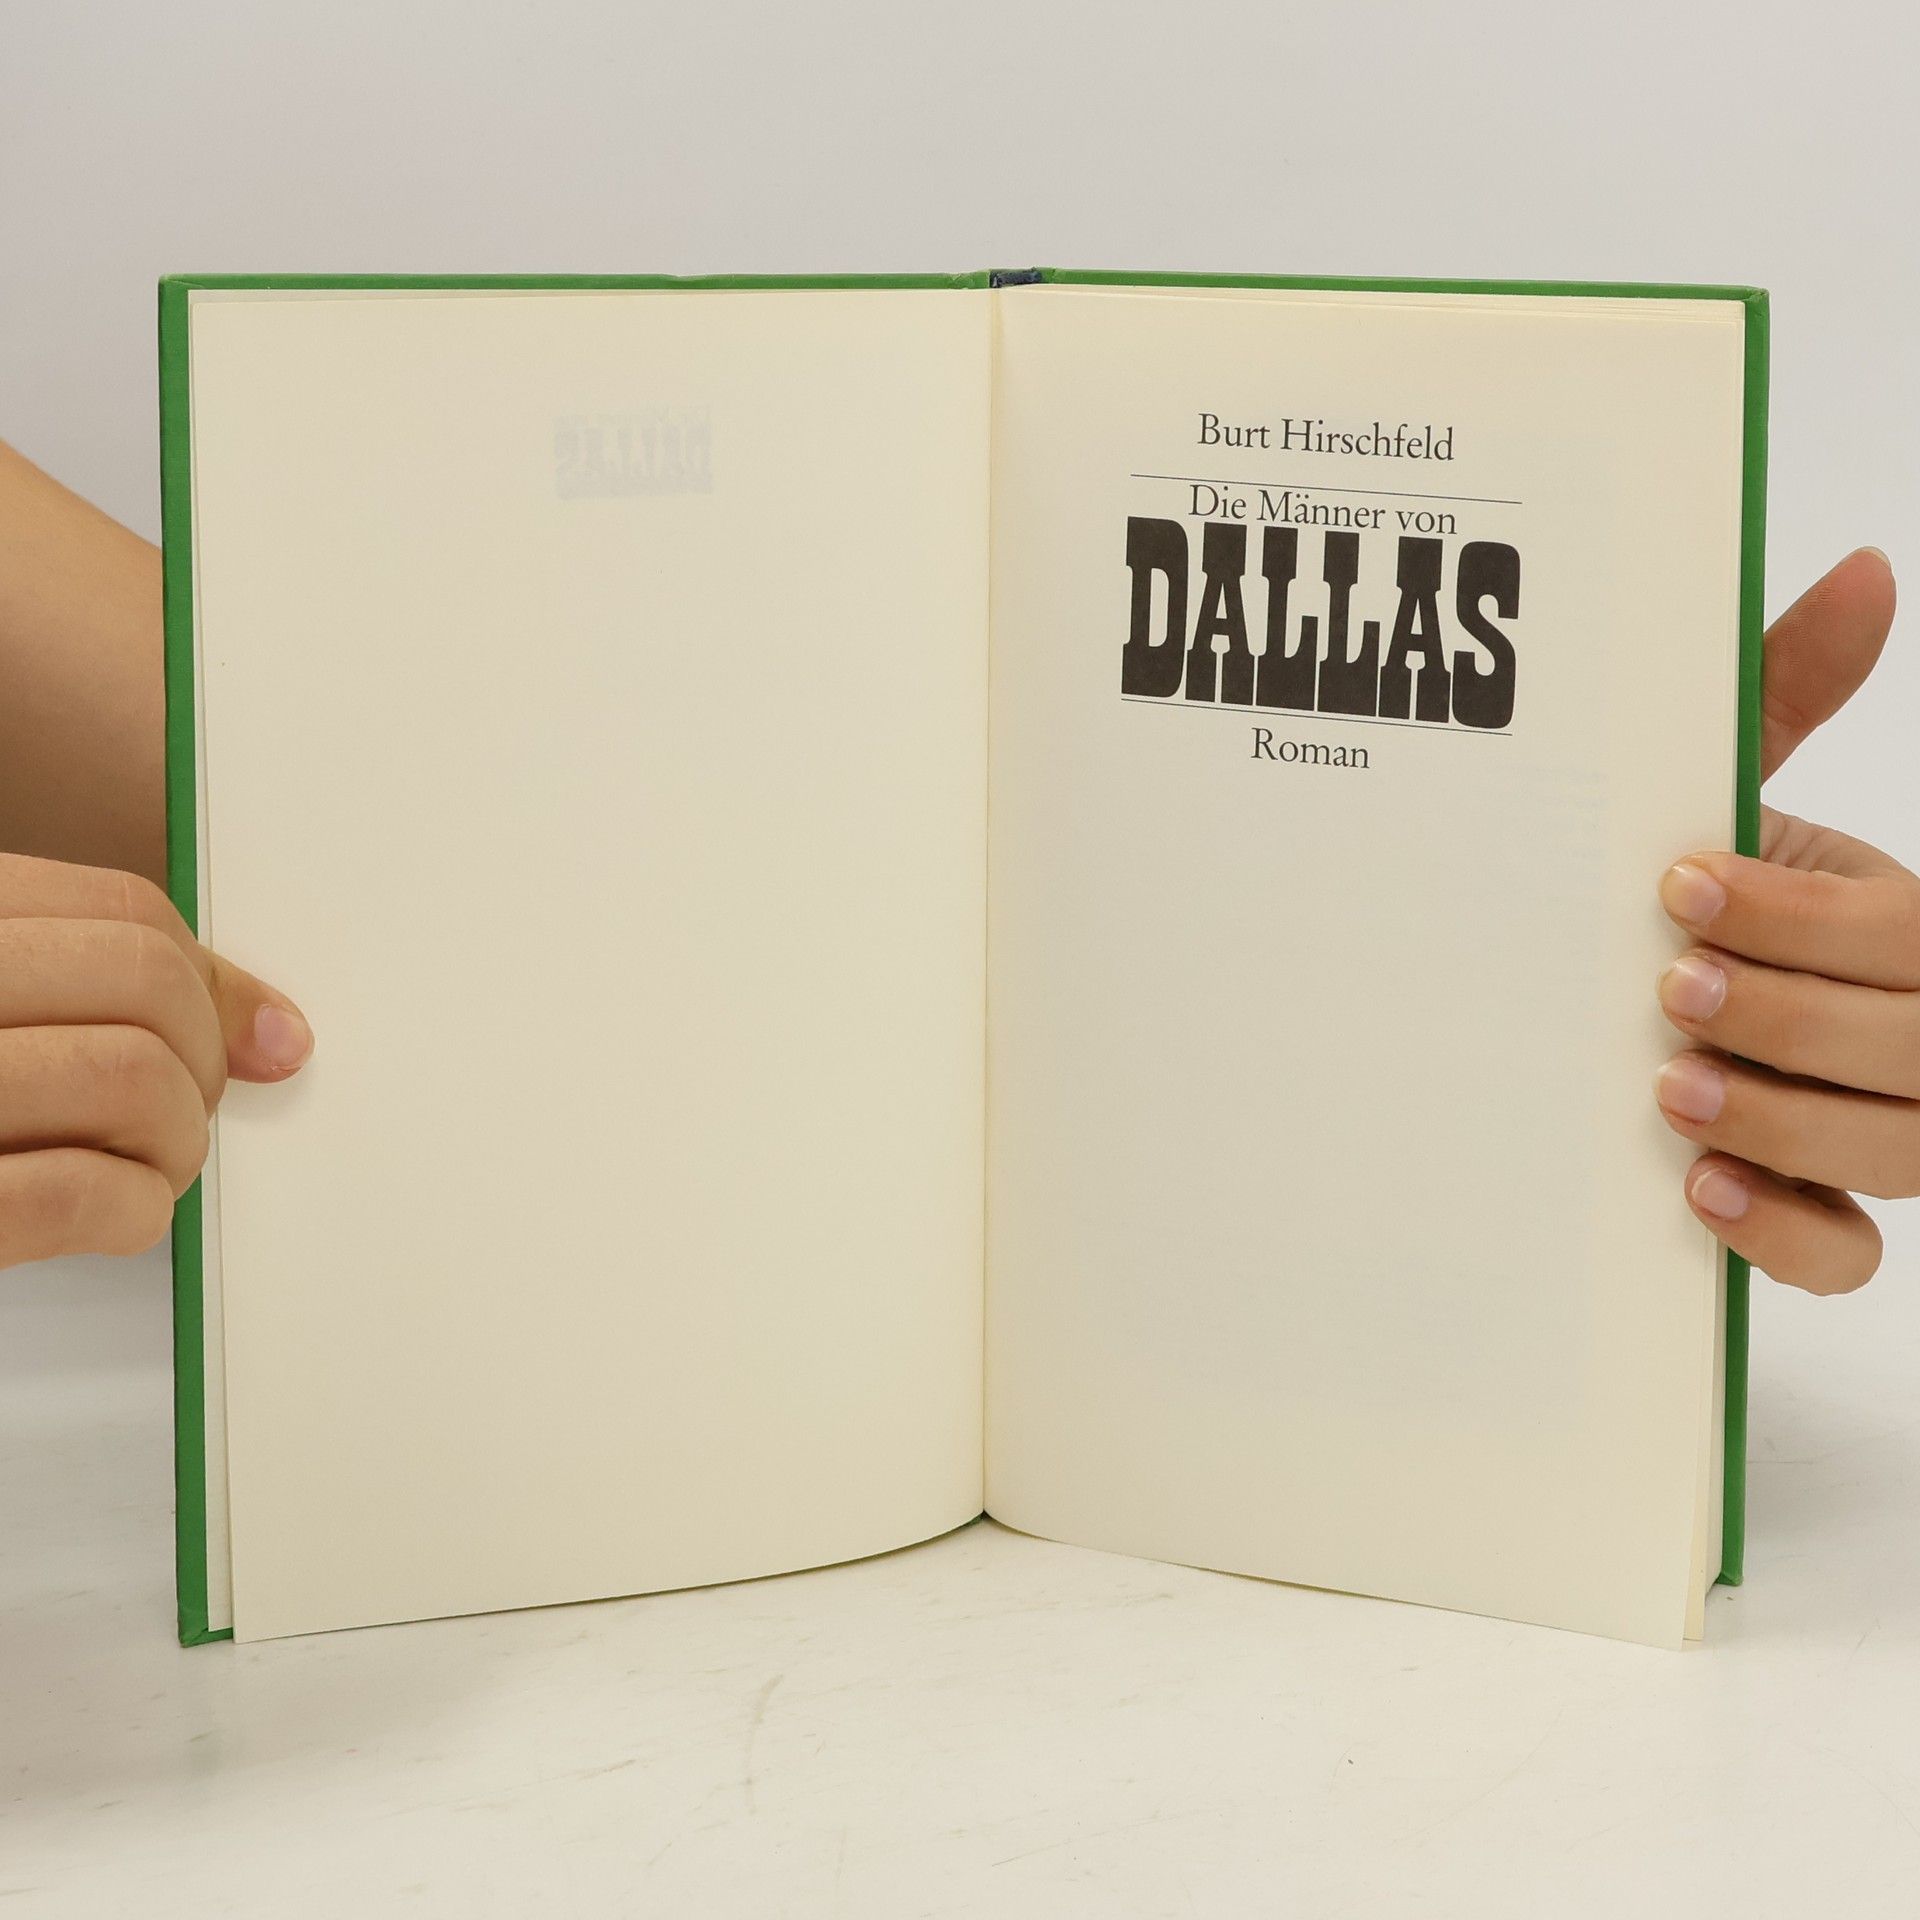 Burt Hirschfeld
Die Männer von
DALLAS
Roman